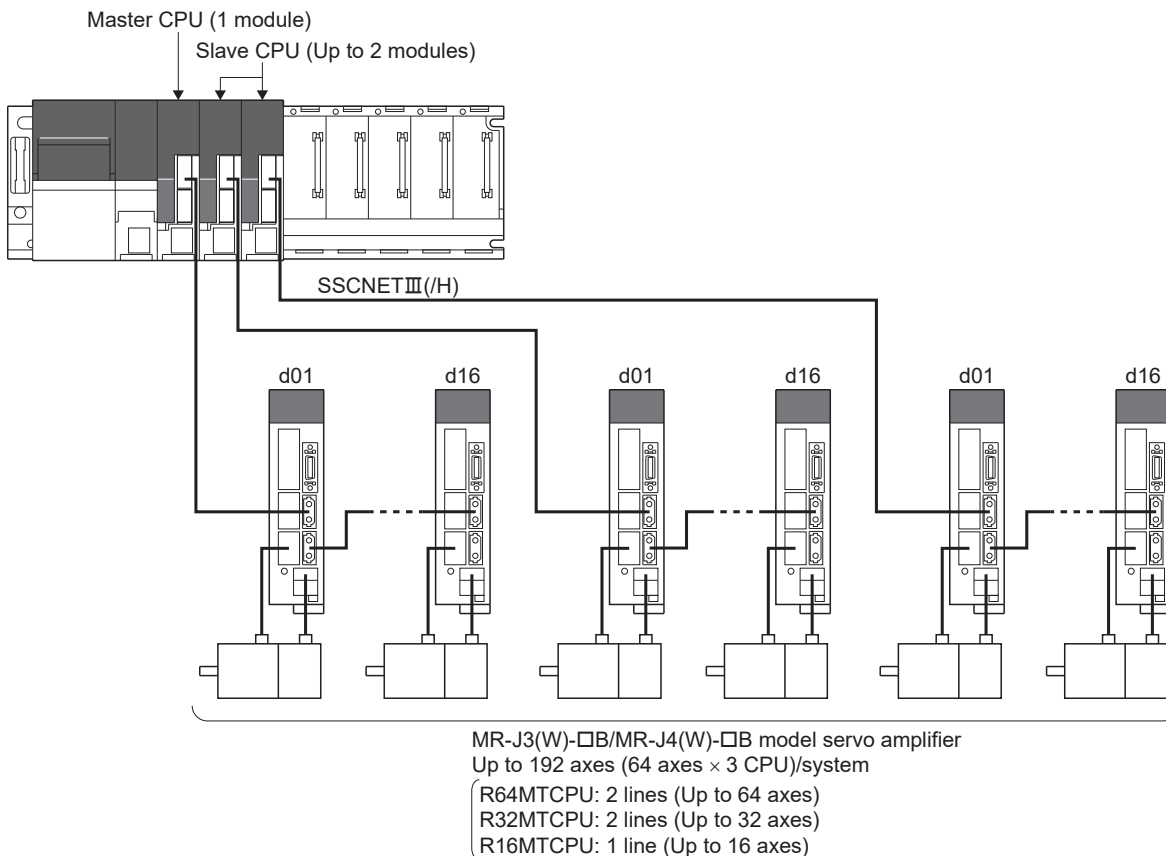 Master CPU (1 module)
Slave CPU (Up to 2 modules)
SSCNETⅢ(/H)
d01
d16
d01
d16
d01
d16
MR-J3(W)-□B/MR-J4(W)-□B model servo amplifier
Up to 192 axes (64 axes × 3 CPU)/system
R64MTCPU: 2 lines (Up to 64 axes)
R32MTCPU: 2 lines (Up to 32 axes)
R16MTCPU: 1 line (Up to 16 axes)